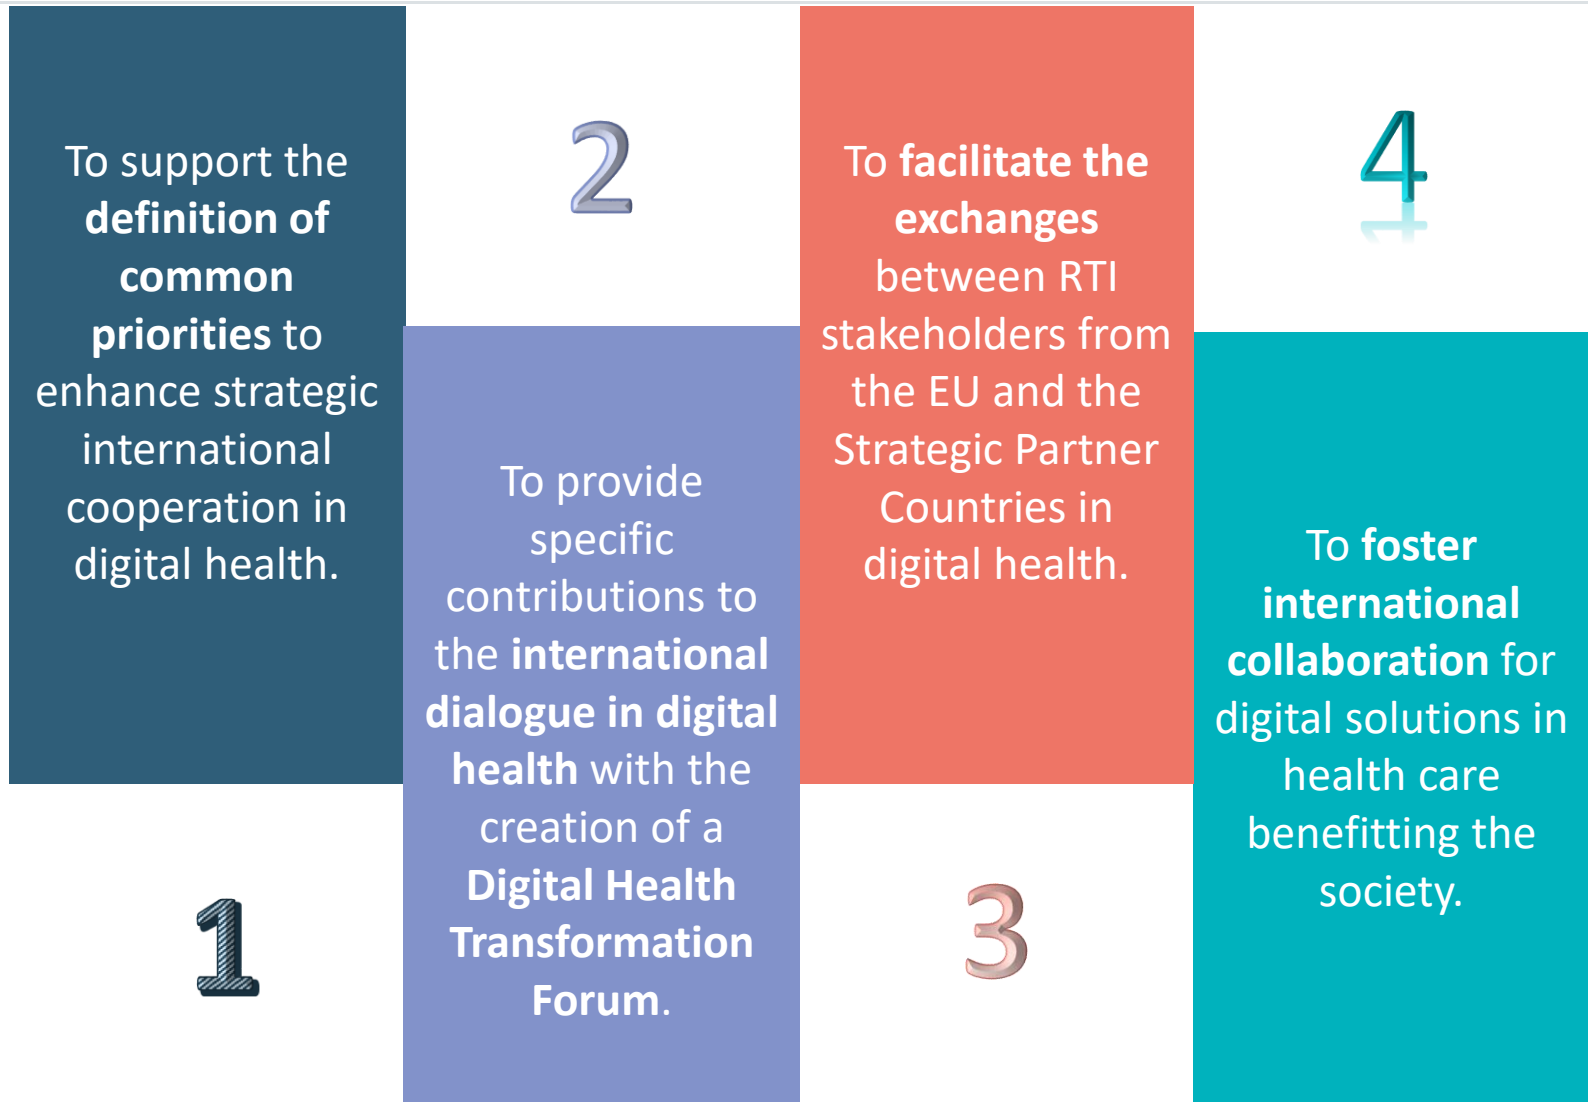 To support the
definition of
common
priorities to
enhance strategic
international
cooperation in
digital health.
1
2
To provide
specific
contributions to
the international
dialogue in digital
health with the
creation of a
Digital Health
Transformation
Forum.
To facilitate the
exchanges
between RTI
stakeholders from
the EU and the
Strategic Partner
Countries in
digital health.
3
4
To foster
international
collaboration for
digital solutions in
health care
benefitting the
society.